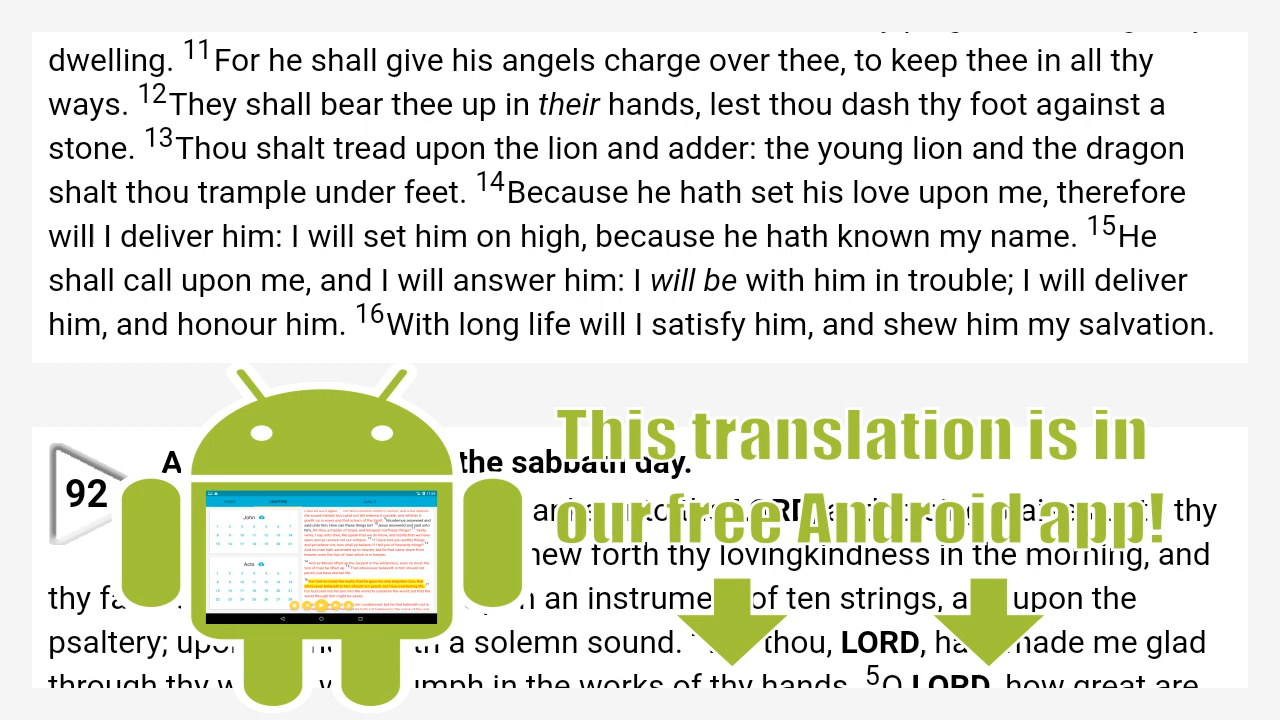 dwelling. 11For he shall give his angels charge over thee, to keep thee in all thy
ways. 12They shall bear thee up in their hands, lest thou dash thy foot against a
stone. 13Thou shalt tread upon the lion and adder: the young lion and the dragon
shalt thou trample under feet. 14Because he hath set his love upon me, therefore
will I deliver him: I will set him on high, because he hath known my name. 15He
shall call upon me, and I will answer him: I will be with him in trouble; I will deliver
him, and honour him. 16With long life will I satisfy him, and shew him my salvation.
This translation is in
our free Android app!
92
the sabbath day.
thy
forth thy lovingkindness in the morning, and
thy an instrument of ten strings, upon the
psaltery; a solemn sound. thou, LORD, made me glad
through thy in the works of thy hands. 5O LORD, how great are
John
Acts